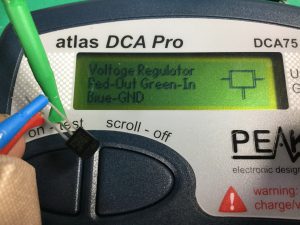 atlas DCA Pro
DCA75
Voltage Regulator
Red-Out Green-In
Blue-GND
on - test
scroll - off
PEAK
electronic design
warning:
charge/v